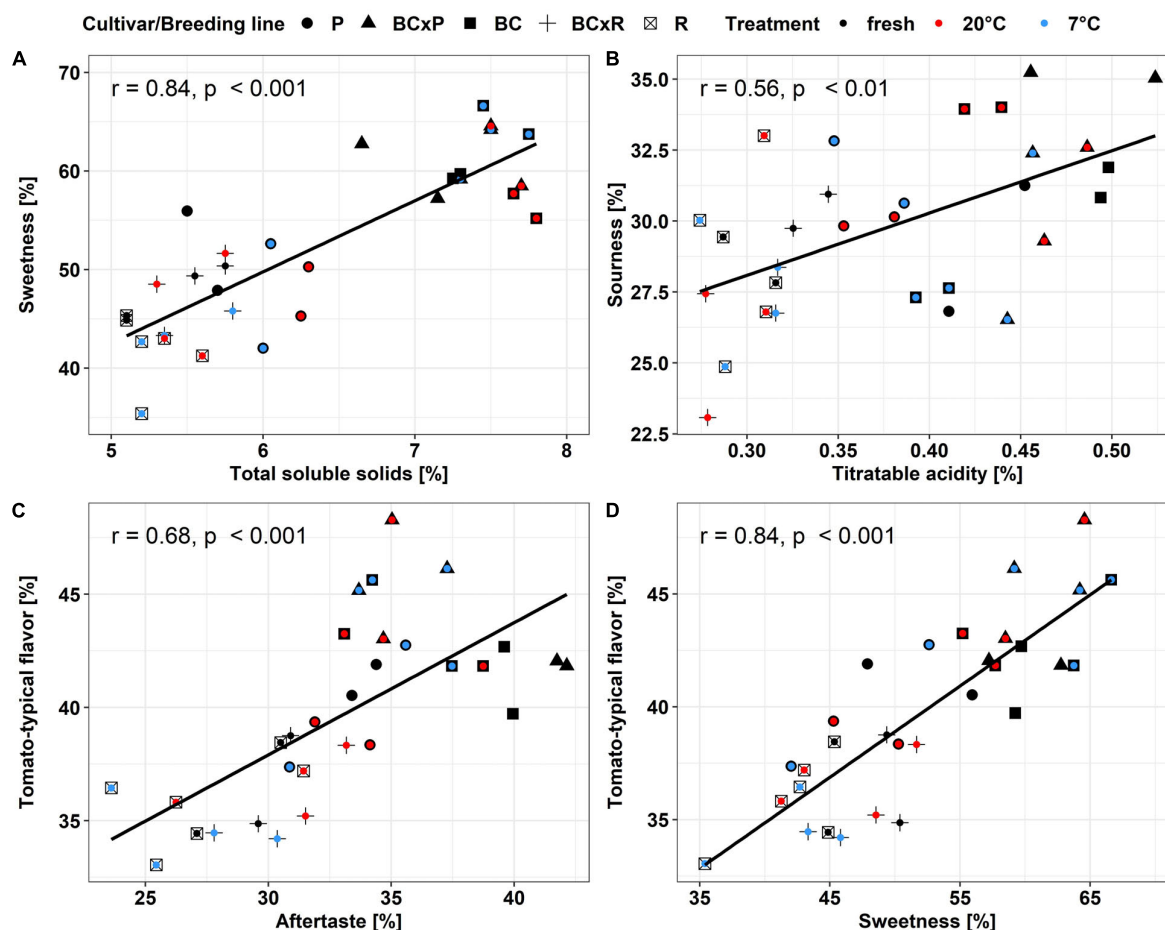 Cultivar/Breeding line P BCxP BC BCxR R Treatment fresh 20°C 7°C
A
r = 0.84, p < 0.001
70
60
50
40
Sweetness [%]
5 6 7 8
Total soluble solids [%]
B
r = 0.56, p < 0.01
35.0
32.5
30.0
27.5
25.0
22.5
Sourness [%]
0.30 0.35 0.40 0.45 0.50
Titratable acidity [%]
C
r = 0.68, p < 0.001
45
40
35
Tomato-typical flavor [%]
25 30 35 40
Aftertaste [%]
D
r = 0.84, p < 0.001
45
40
35
Tomato-typical flavor [%]
35 45 55 65
Sweetness [%]